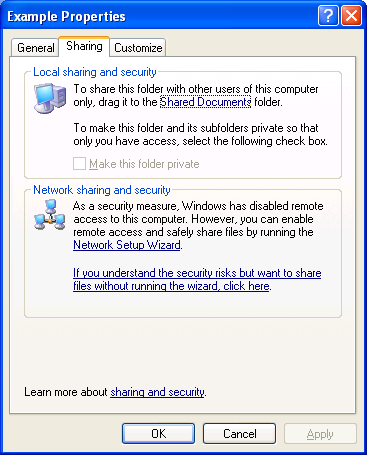 Example Properties
General Sharing Customize
Local sharing and security
To share this folder with other users of this computer
only, drag it to the Shared Documents folder.
To make this folder and its subfolders private so that
only you have access, select the following check box.
Make this folder private
Network sharing and security
As a security measure, Windows has disabled remote
access to this computer. However, you can enable
remote access and safely share files by running the
Network Setup Wizard.
If you understand the security risks but want to share
files without running the wizard, click here.
Learn more about sharing and security.
OK Cancel Apply